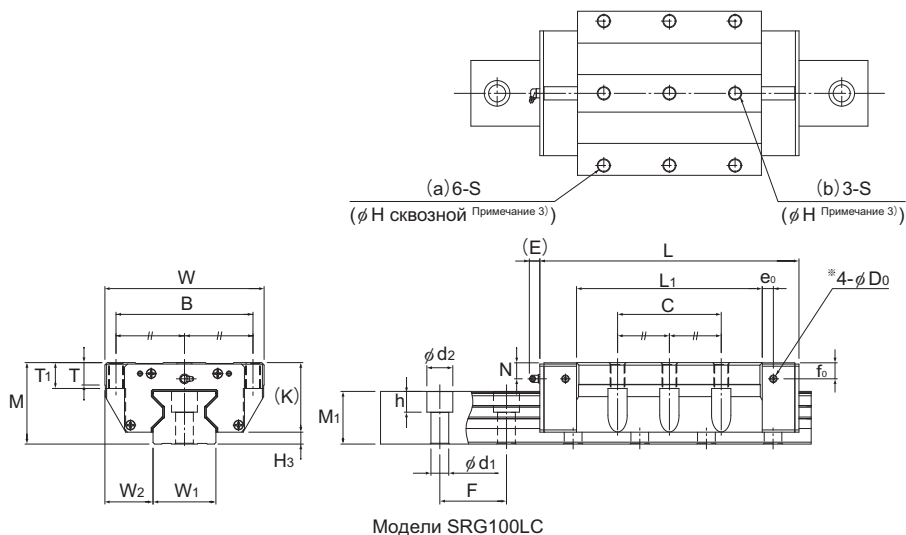 (a)6-S
(φH сквозной Примечание 3))
(b)3-S
(φH Примечание 3))
W
B
T1
T
M
(K)
H3
W2
W1
(E)
L
L1
e0
C
※4-φD0
φd2
N
f0
h
M1
φd1
F
Модели SRG100LC